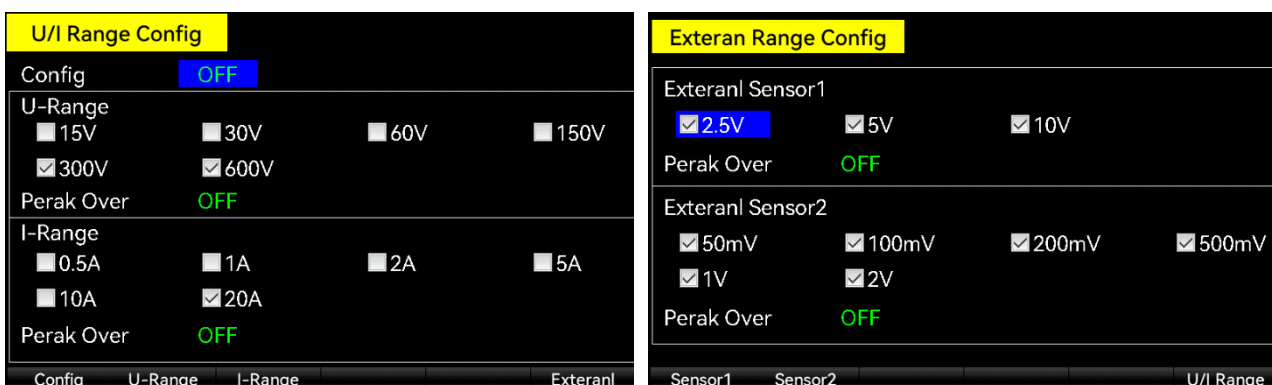 U/I Range Config
Config OFF
U-Range
15V 30V 60V 150V
300V 600V
Perak Over OFF
I-Range
0.5A 1A 2A 5A
10A 20A
Perak Over OFF
Config U-Range I-Range Exteranl
Exteran Range Config
Exteranl Sensor1
2.5V 5V 10V
Perak Over OFF
Exteranl Sensor2
50mV 100mV 200mV 500mV
1V 2V
Perak Over OFF
Sensor1 Sensor2 U/I Range